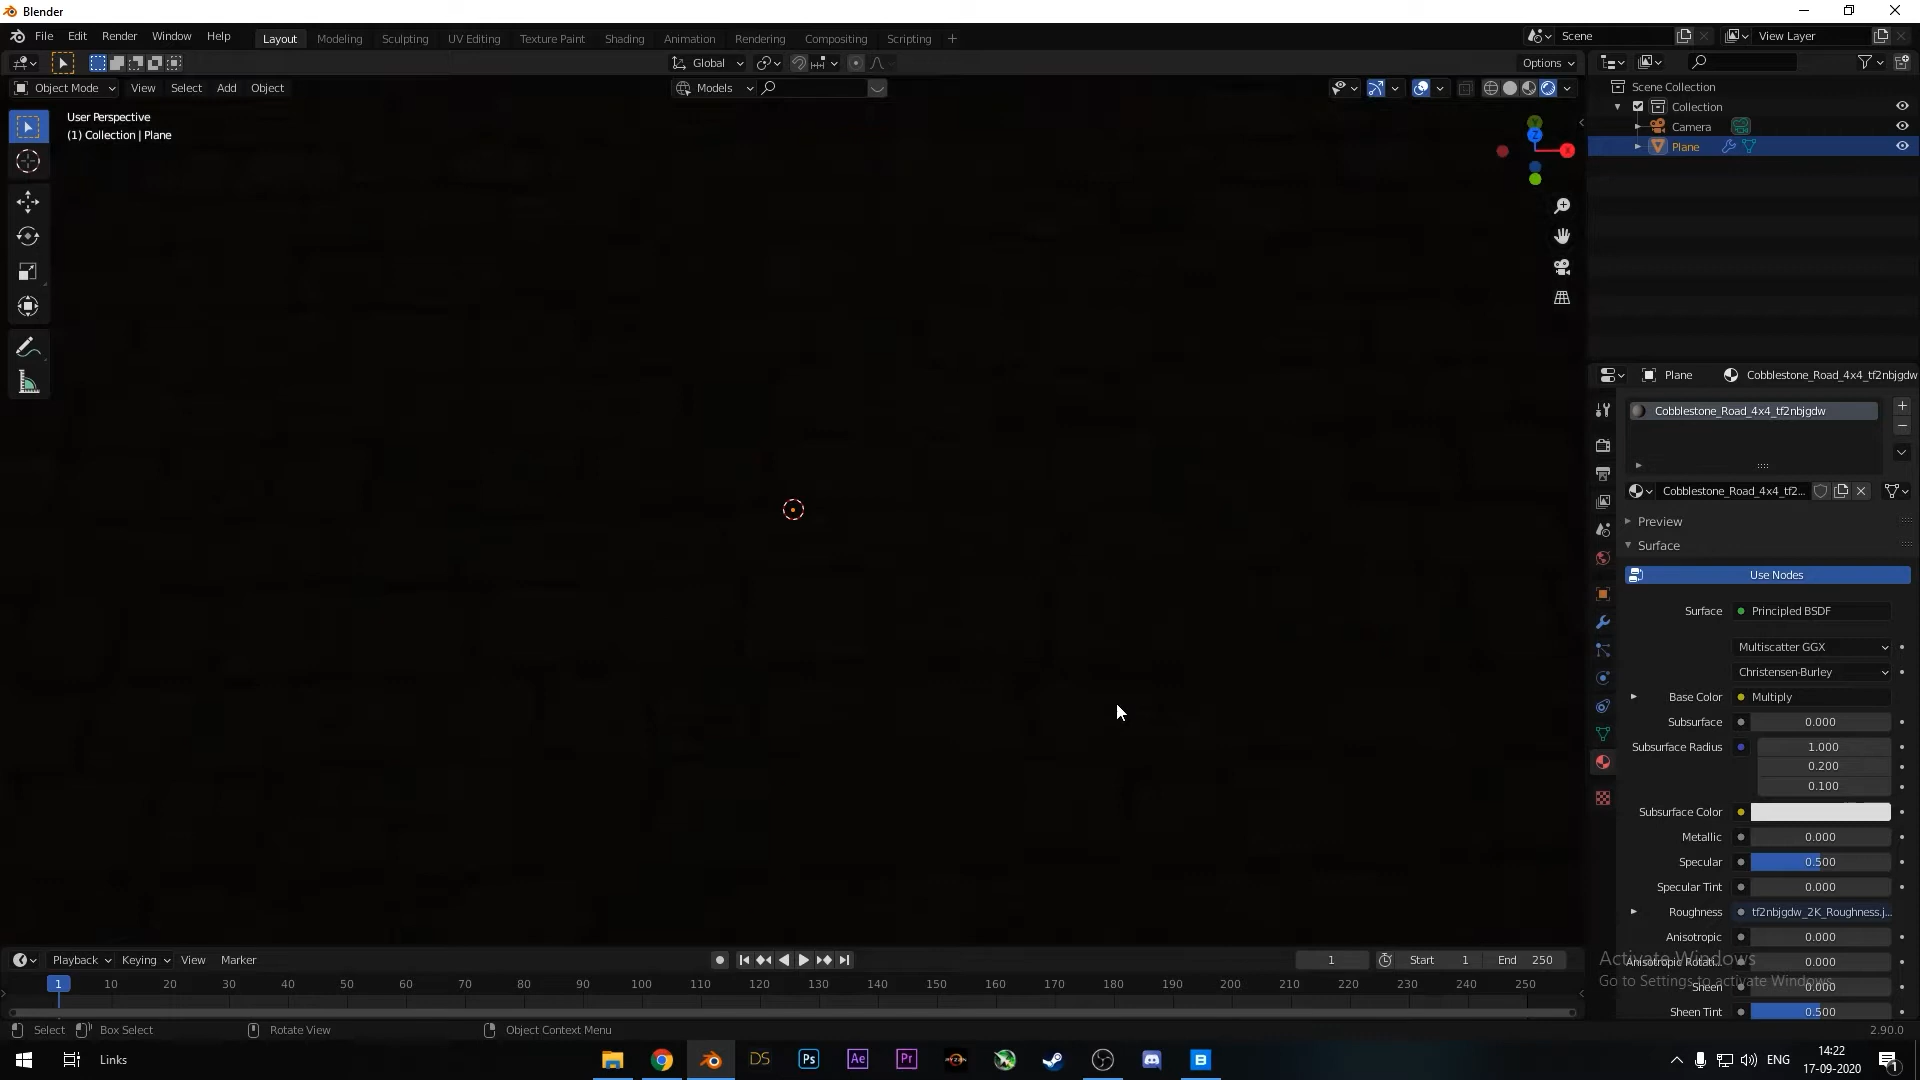 Blender
File Edit Render Window Help
Layout Modeling Sculpting UV Editing Texture Paint Shading Animation Rendering Compositing Scripting +
Scene
View Layer
Global
Options
Object Mode View Select Add Object
Models
User Perspective
(1) Collection | Plane
Y
Z
X
Scene Collection
Collection
Camera
Plane
Plane Cobblestone_Road_4x4_tf2nbjgdw
Cobblestone_Road_4x4_tf2nbjgdw
Cobblestone_Road_4x4_tf2...
Preview
Surface
Use Nodes
Surface Principled BSDF
Multiscatter GGX
Christensen-Burley
Base Color Multiply
Subsurface 0.000
Subsurface Radius 1.000
0.200
0.100
Subsurface Color
Metallic 0.000
Specular 0.500
Specular Tint 0.000
Roughness tf2nbjgdw_2K_Roughness.j...
Anisotropic 0.000
Anisotropic Rotati... 0.000
Sheen 0.000
Sheen Tint 0.500
Activate Windows
Go to Settings to activate Windows.
Playback Keying View Marker
1 Start 1 End 250
1 10 20 30 40 50 60 70 80 90 100 110 120 130 140 150 160 170 180 190 200 210 220 230 240 250
Select Box Select Rotate View Object Context Menu
2.90.0
Links
DS
Ps
Ae
Pr
RYZEN
B
ENG
14:22
17-09-2020
1